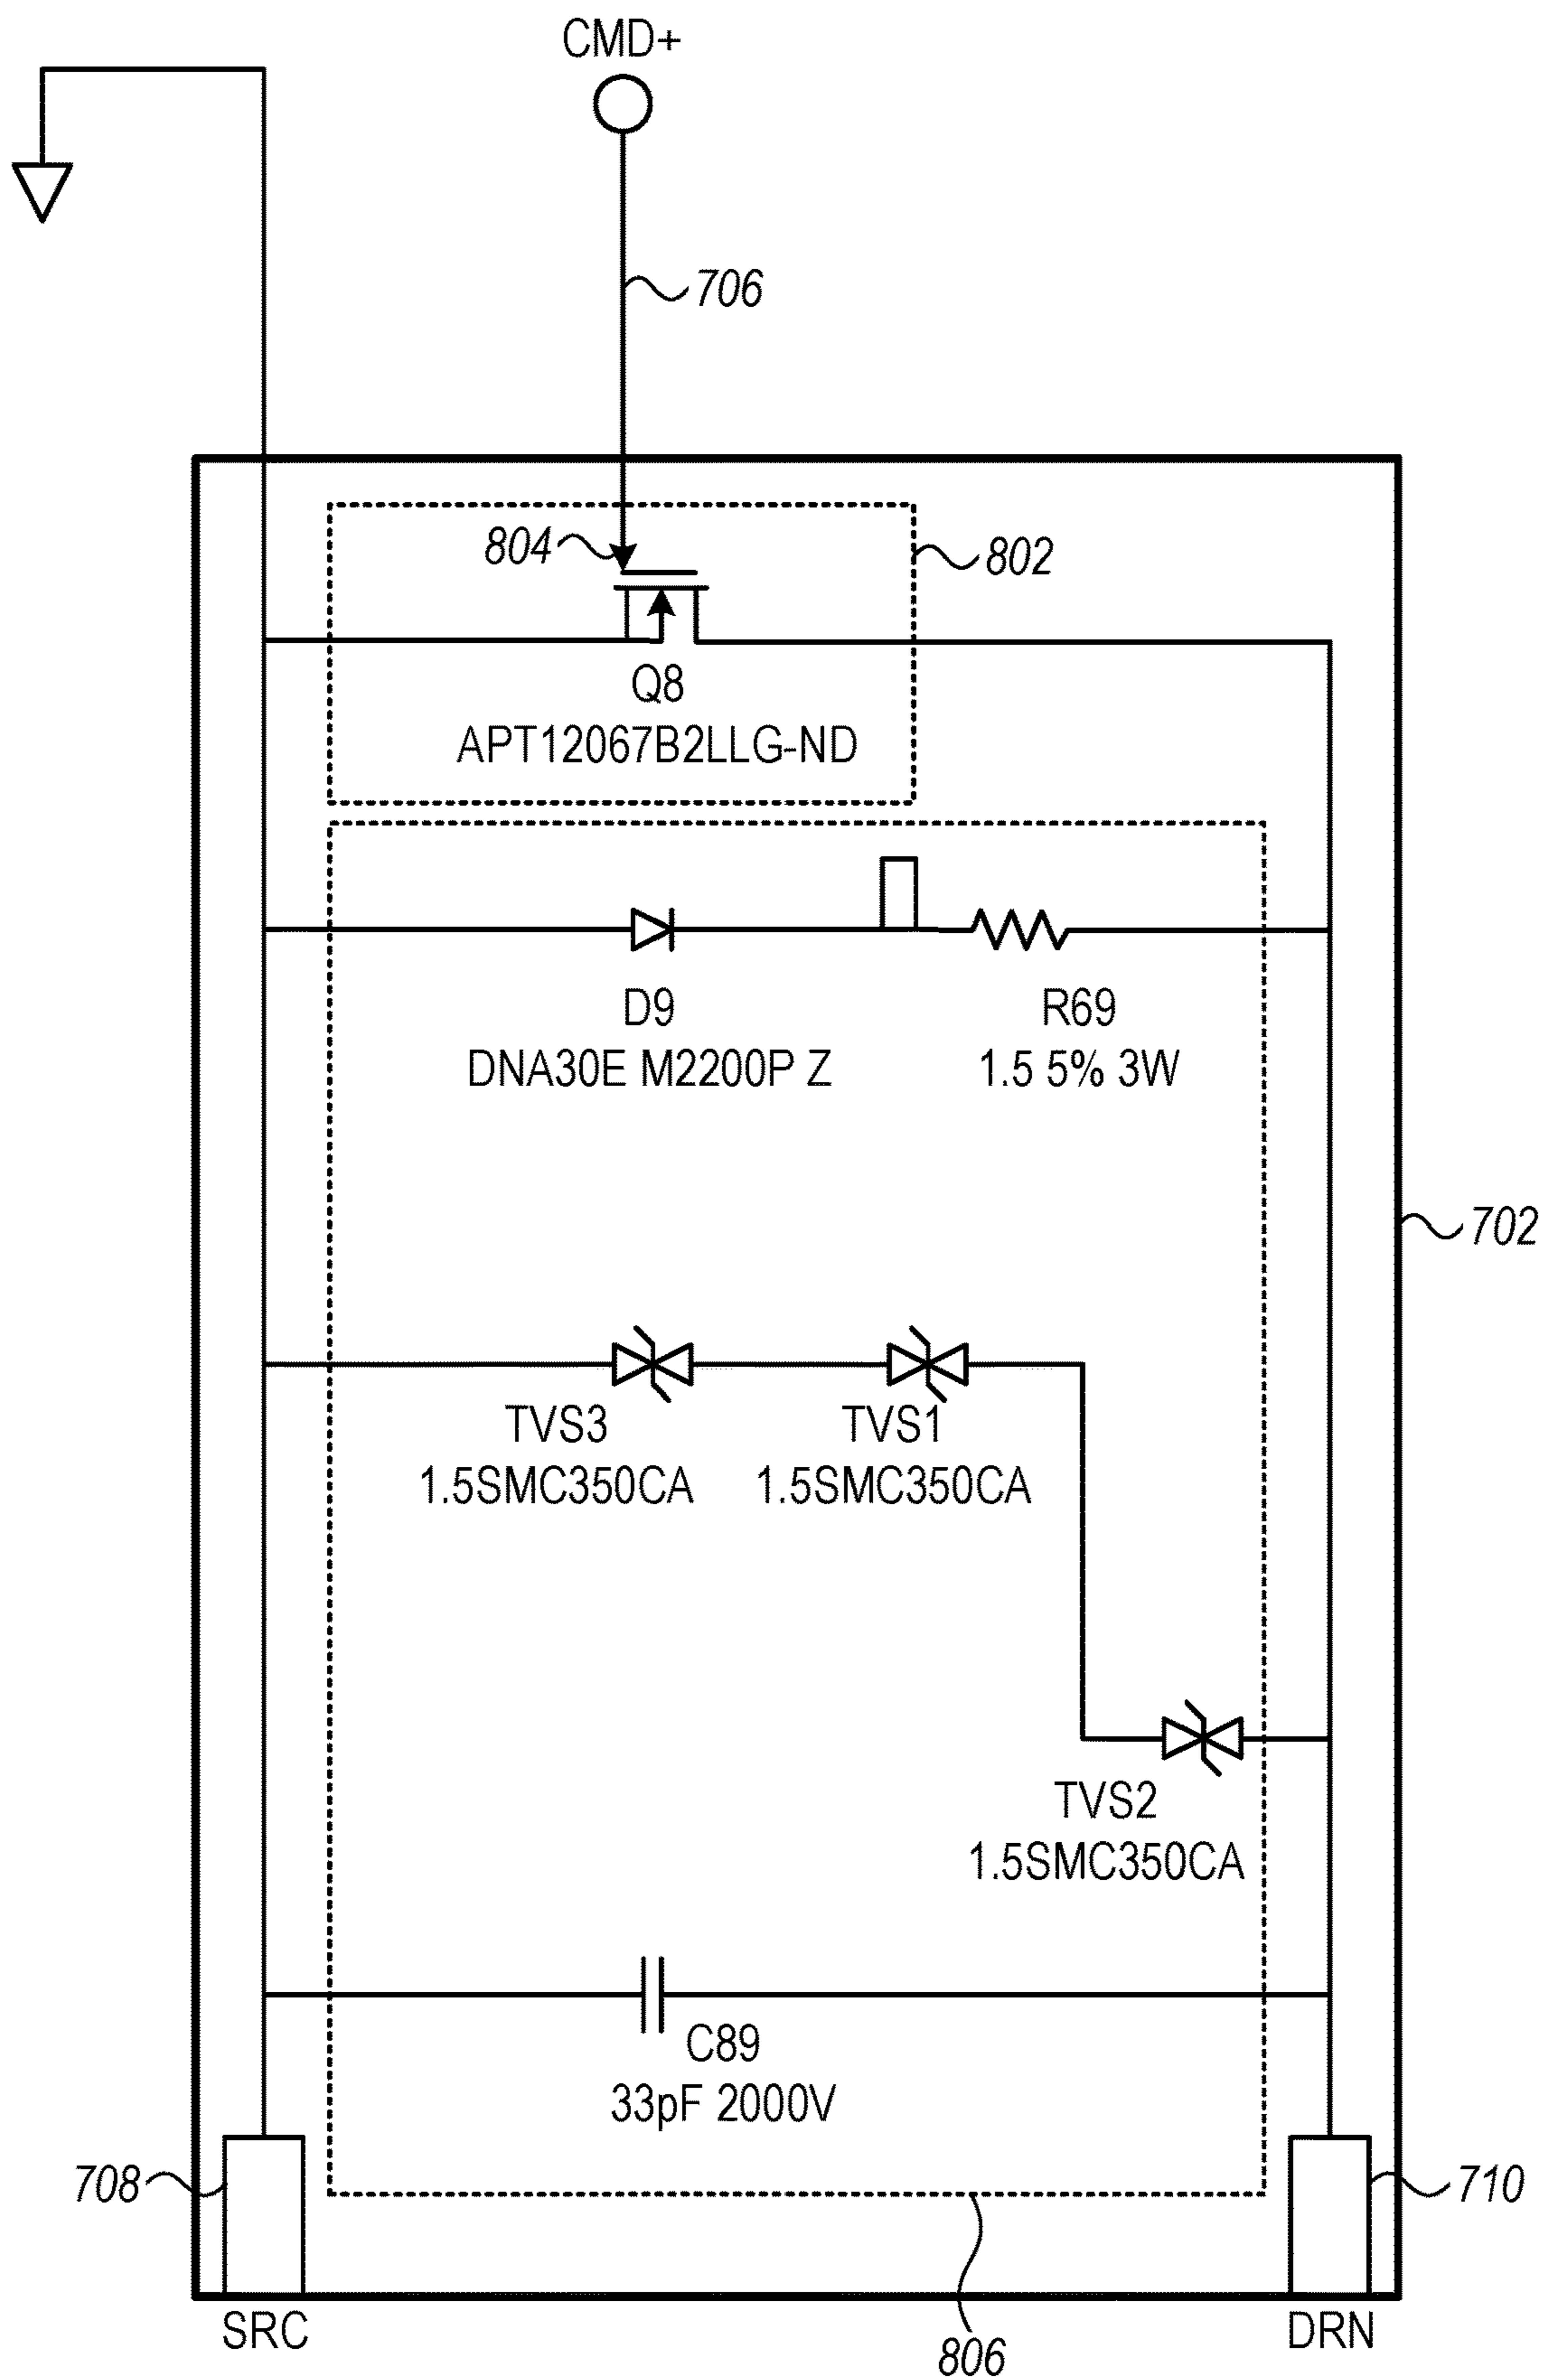 CMD+
706
804
802
Q8
APT12067B2LLG-ND
D9
DNA30E M2200P Z
R69
1.5 5% 3W
702
TVS3
1.5SMC350CA
TVS1
1.5SMC350CA
TVS2
1.5SMC350CA
C89
33pF 2000V
708
710
SRC
DRN
806